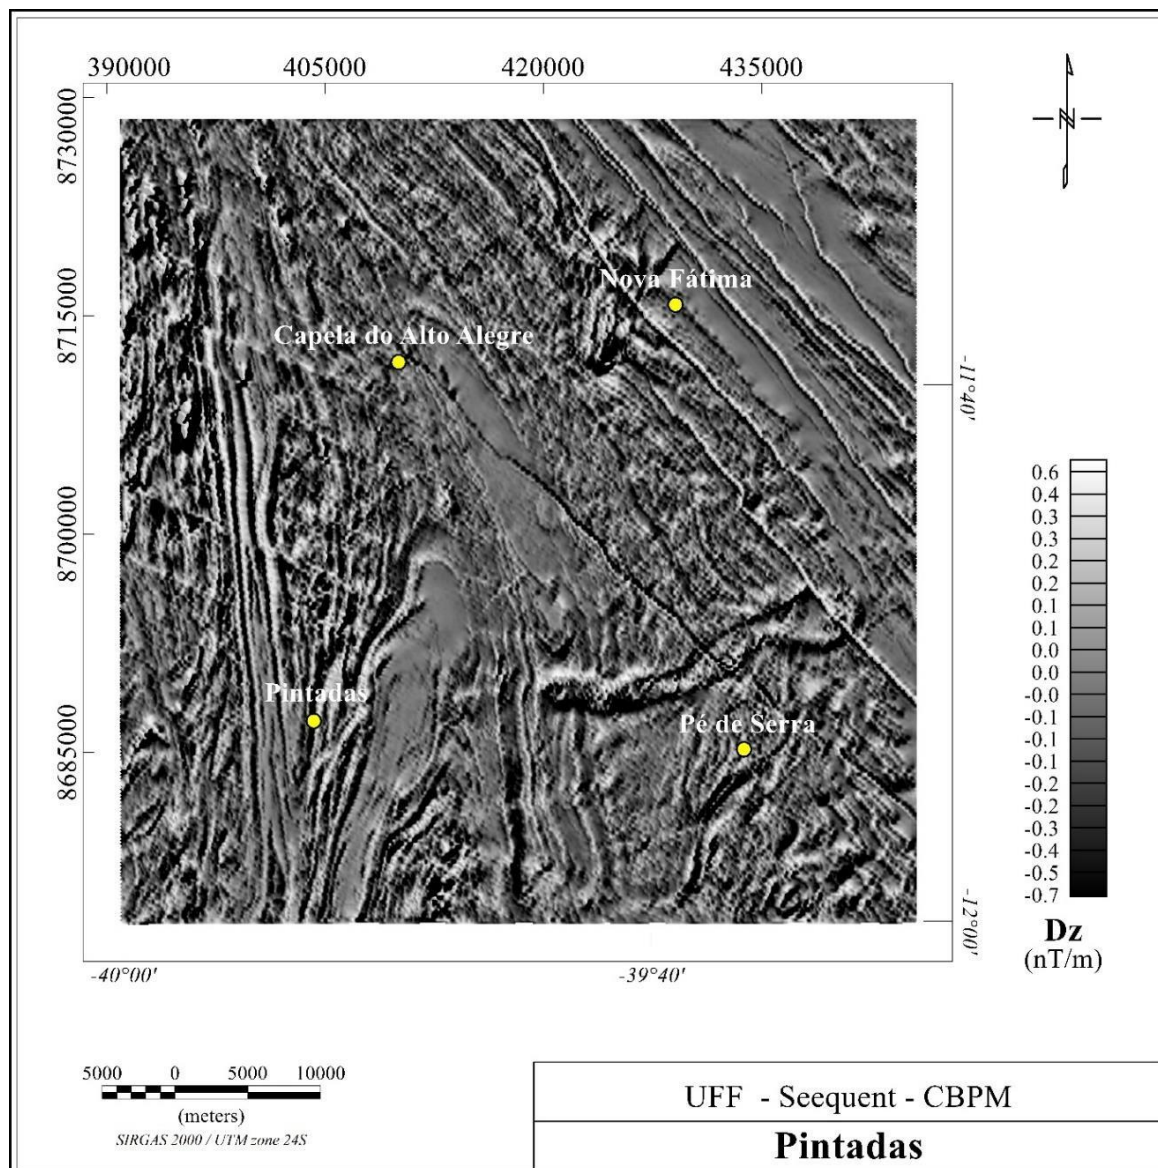 390000 405000 420000 435000
8730000
N
Nova Fátima
8715000
Capela do Alto Alegre
-11°40'
0.6
0.4
0.3
0.3
0.2
0.2
0.1
0.1
0.0
0.0
-0.0
-0.1
-0.1
-0.2
-0.2
-0.3
-0.4
-0.5
-0.7
8700000
Pintadas
Pé de Serra
8685000
-12°00'
Dz
(nT/m)
-40°00' -39°40'
5000 0 5000 10000
(meters)
SIRGAS 2000 / UTM zone 24S
UFF - Seequent - CBPM
Pintadas